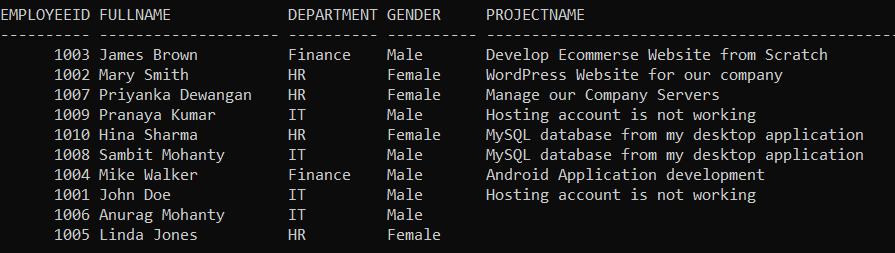 EMPLOYEEID FULLNAME DEPARTMENT GENDER PROJECTNAME
---------- -------------------- ---------- ---------- ----------------------------------------------
1003 James Brown Finance Male Develop Ecommerse Website from Scratch
1002 Mary Smith HR Female WordPress Website for our company
1007 Priyanka Dewangan HR Female Manage our Company Servers
1009 Pranaya Kumar IT Male Hosting account is not working
1010 Hina Sharma HR Female MySQL database from my desktop application
1008 Sambit Mohanty IT Male MySQL database from my desktop application
1004 Mike Walker Finance Male Android Application development
1001 John Doe IT Male Hosting account is not working
1006 Anurag Mohanty IT Male
1005 Linda Jones HR Female